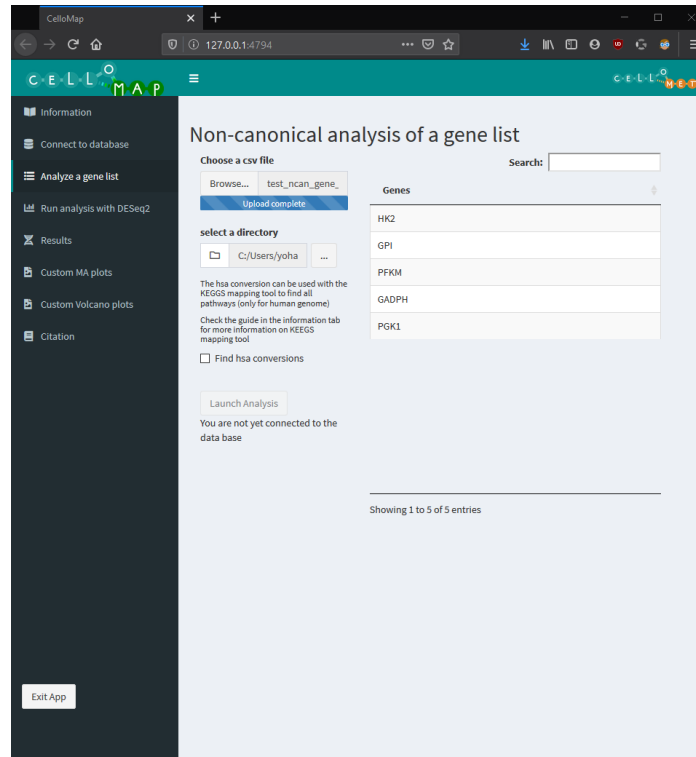 CelloMap
127.0.0.1:4794
CELLO
MAP
CELLO
MET
Information
Connect to database
Analyze a gene list
Run analysis with DESeq2
Results
Custom MA plots
Custom Volcano plots
Citation
Exit App
Non-canonical analysis of a gene list
Choose a csv file
Browse... test_ncan_gene_
Upload complete
select a directory
C:/Users/yoha ...
The hsa conversion can be used with the
KEGGS mapping tool to find all
pathways (only for human genome)
Check the guide in the information tab
for more information on KEEGS
mapping tool
Find hsa conversions
Launch Analysis
You are not yet connected to the
data base
Search:
Genes
HK2
GPI
PFKM
GADPH
PGK1
Showing 1 to 5 of 5 entries